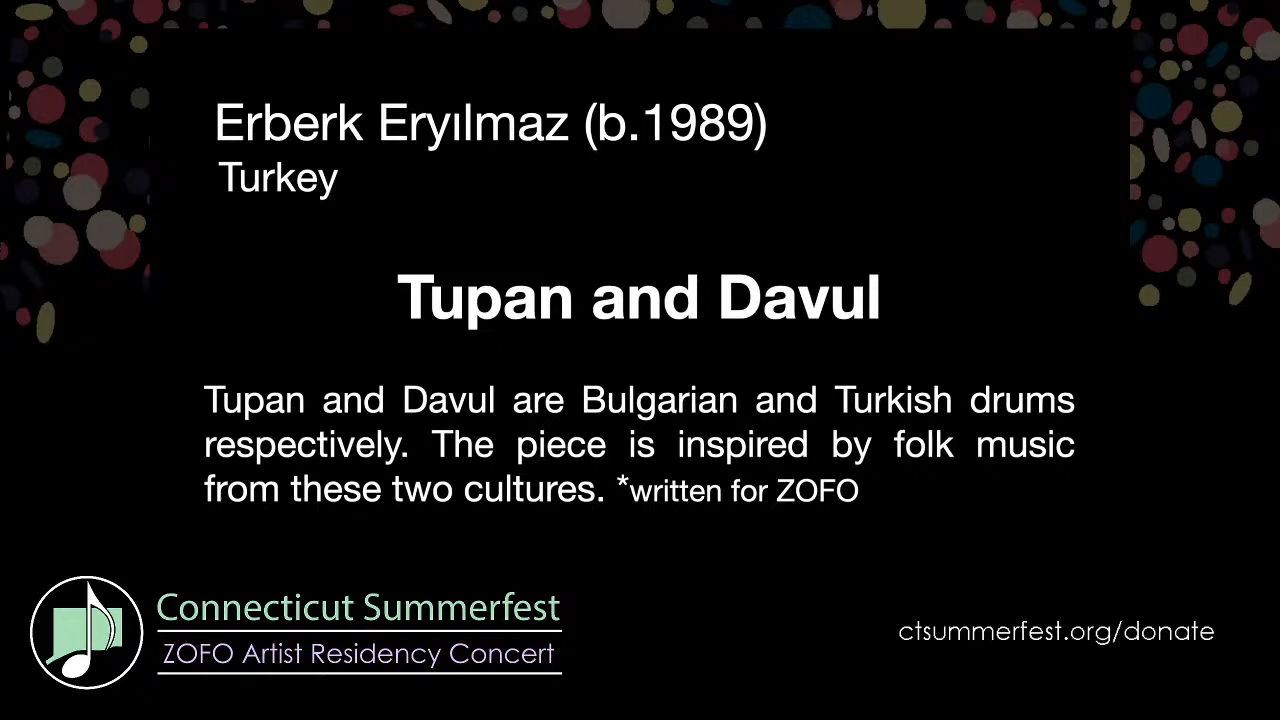 Erberk Eryılmaz (b.1989)
Turkey
Tupan and Davul
Tupan and Davul are Bulgarian and Turkish drums
respectively. The piece is inspired by folk music
from these two cultures. *written for ZOFO
Connecticut Summerfest
ZOFO Artist Residency Concert
ctsummerfest.org/donate